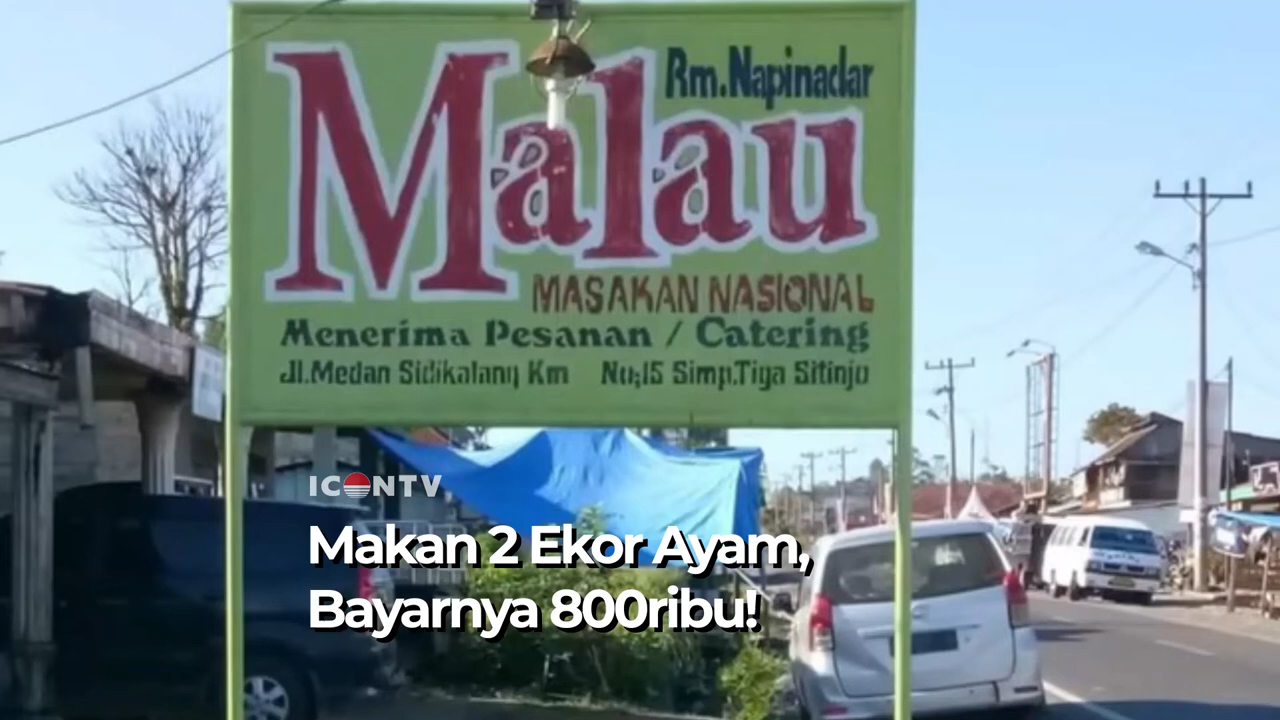 Rm.Napinadar
Malau
MASAKAN NASIONAL
Menerima Pesanan / Catering
Jl.Medan Sidikalang Km No;15 Simp.Tiga Sitinjo
ICONTV
Makan 2 Ekor Ayam,
Bayarnya 800ribu!